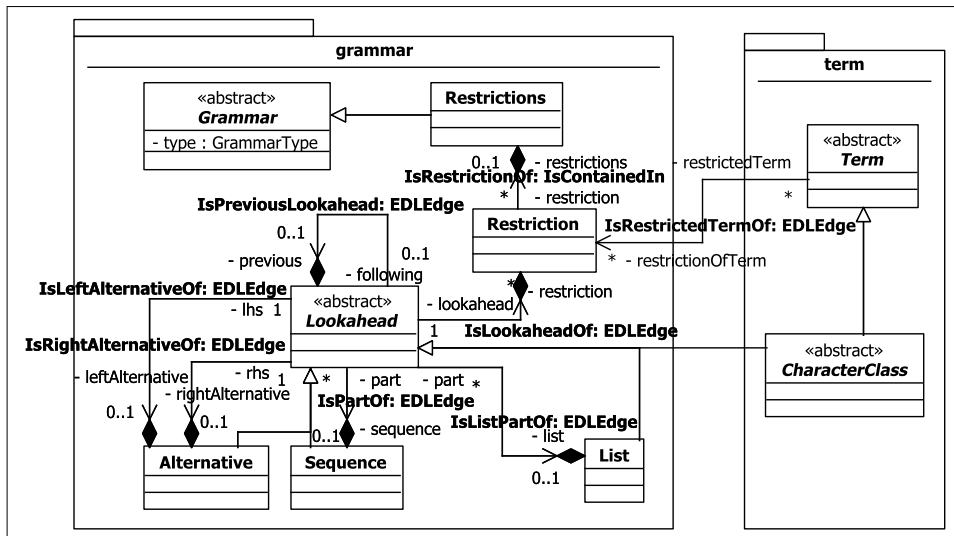 grammar
term
«abstract»
Grammar
- type : GrammarType
Restrictions
«abstract»
Term
0..1
- restrictions
- restrictedTerm
IsRestrictionOf: IsContainedIn
*
- restriction
*
IsPreviousLookahead: EDLEdge
Restriction
IsRestrictedTermOf: EDLEdge
0..1
0..1
- previous
- following
* - restrictionOfTerm
IsLeftAlternativeOf: EDLEdge
«abstract»
Lookahead
*
- restriction
- lhs 1
- lookahead
1
IsLookaheadOf: EDLEdge
IsRightAlternativeOf: EDLEdge
«abstract»
CharacterClass
- leftAlternative
- rhs
1
*
- part
- part
*
- rightAlternative
IsPartOf: EDLEdge
0..1
0..1
0..1
- sequence
IsListPartOf: EDLEdge
- list
Alternative
Sequence
List
0..1